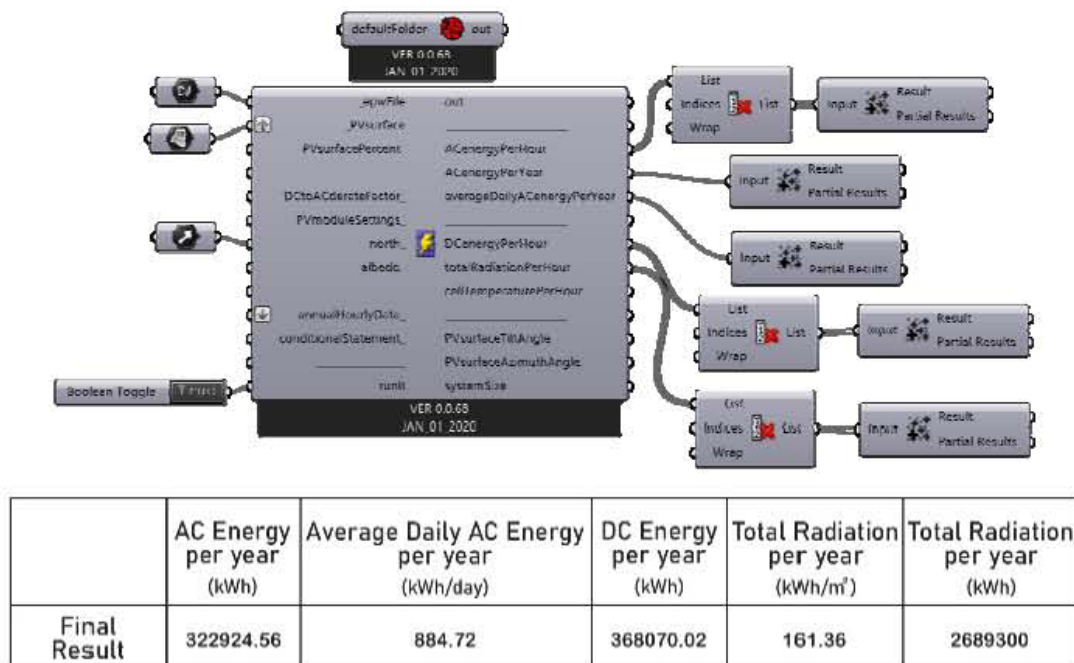 defaultFolder out
VER 0.0.68
JAN_01_2020
_epwFile out
_PVsurface
PVsurfacePercent_ ACenergyPerHour
ACenergyPerYear
DCtoACderateFactor_ averageDailyACenergyPerYear
PVmoduleSettings_
north_ DCenergyPerHour
albedo_ totalRadiationPerHour
cellTemperaturePerHour
annualHourlyData_
conditionalStatement_ PVsurfaceTiltAngle
PVsurfaceAzimuthAngle
_runIt systemSize
VER 0.0.68
JAN_01_2020
Boolean Toggle True
List
Indices List
Wrap
Input Result
Partial Results
Input Result
Partial Results
Input Result
Partial Results
List
Indices List
Wrap
Input Result
Partial Results
List
Indices List
Wrap
Input Result
Partial Results
AC Energy
per year
(kWh)
Average Daily AC Energy
per year
(kWh/day)
DC Energy
per year
(kWh)
Total Radiation
per year
(kWh/m²)
Total Radiation
per year
(kWh)
Final
Result
322924.56
884.72
368070.02
161.36
2689300